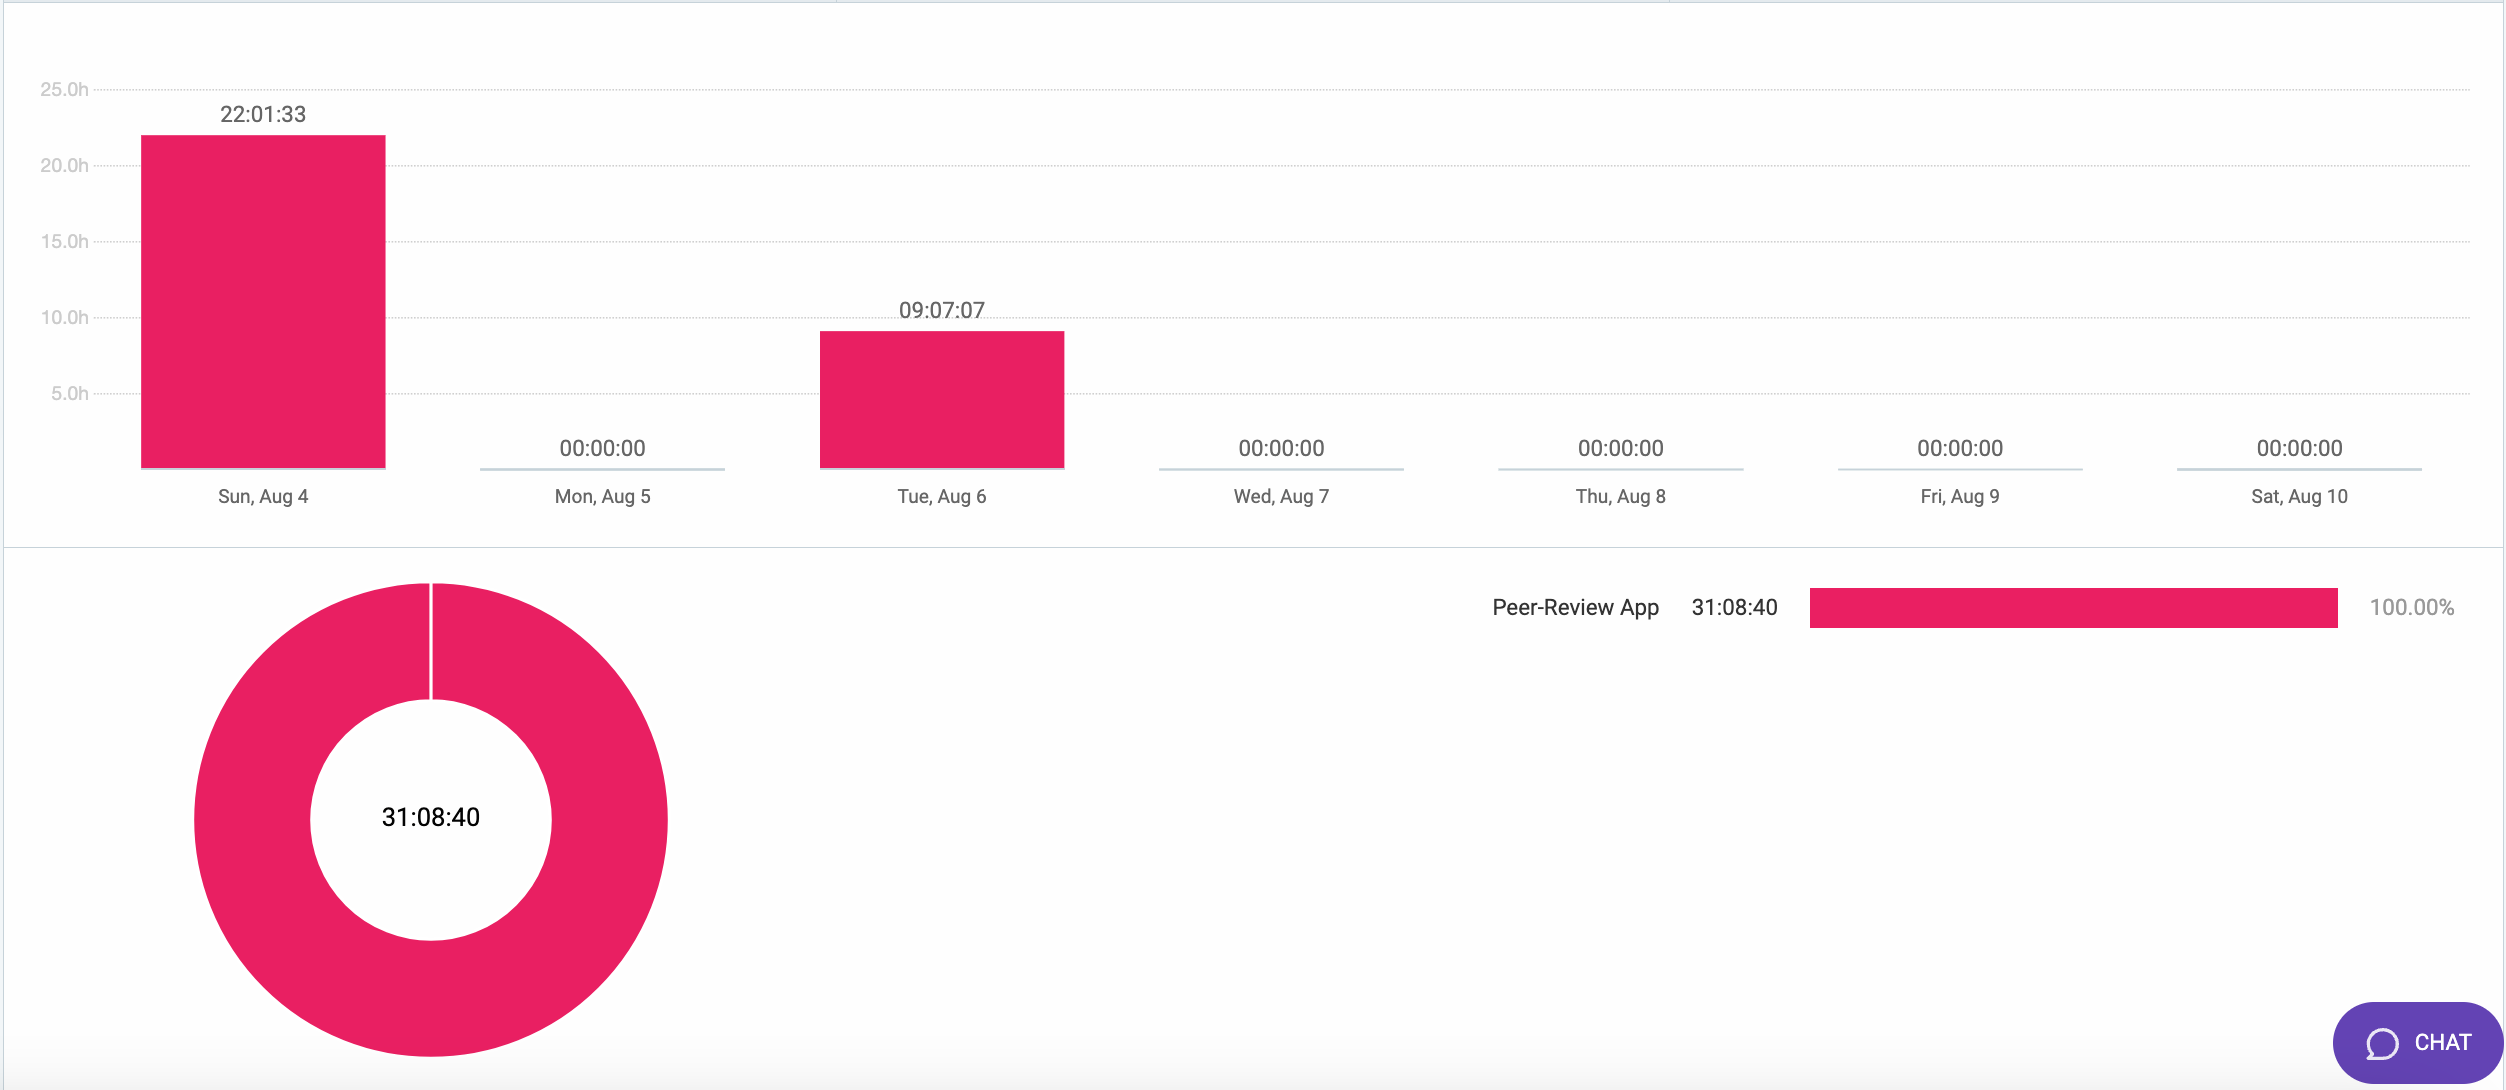 25.0h
22:01:33
20.0h
15.0h
09:07:07
10.0h
5.0h
00:00:00 00:00:00 00:00:00 00:00:00 00:00:00
Sun, Aug 4 Mon, Aug 5 Tue, Aug 6 Wed, Aug 7 Thu, Aug 8 Fri, Aug 9 Sat, Aug 10
Peer-Review App 31:08:40 100.00%
31:08:40
CHAT